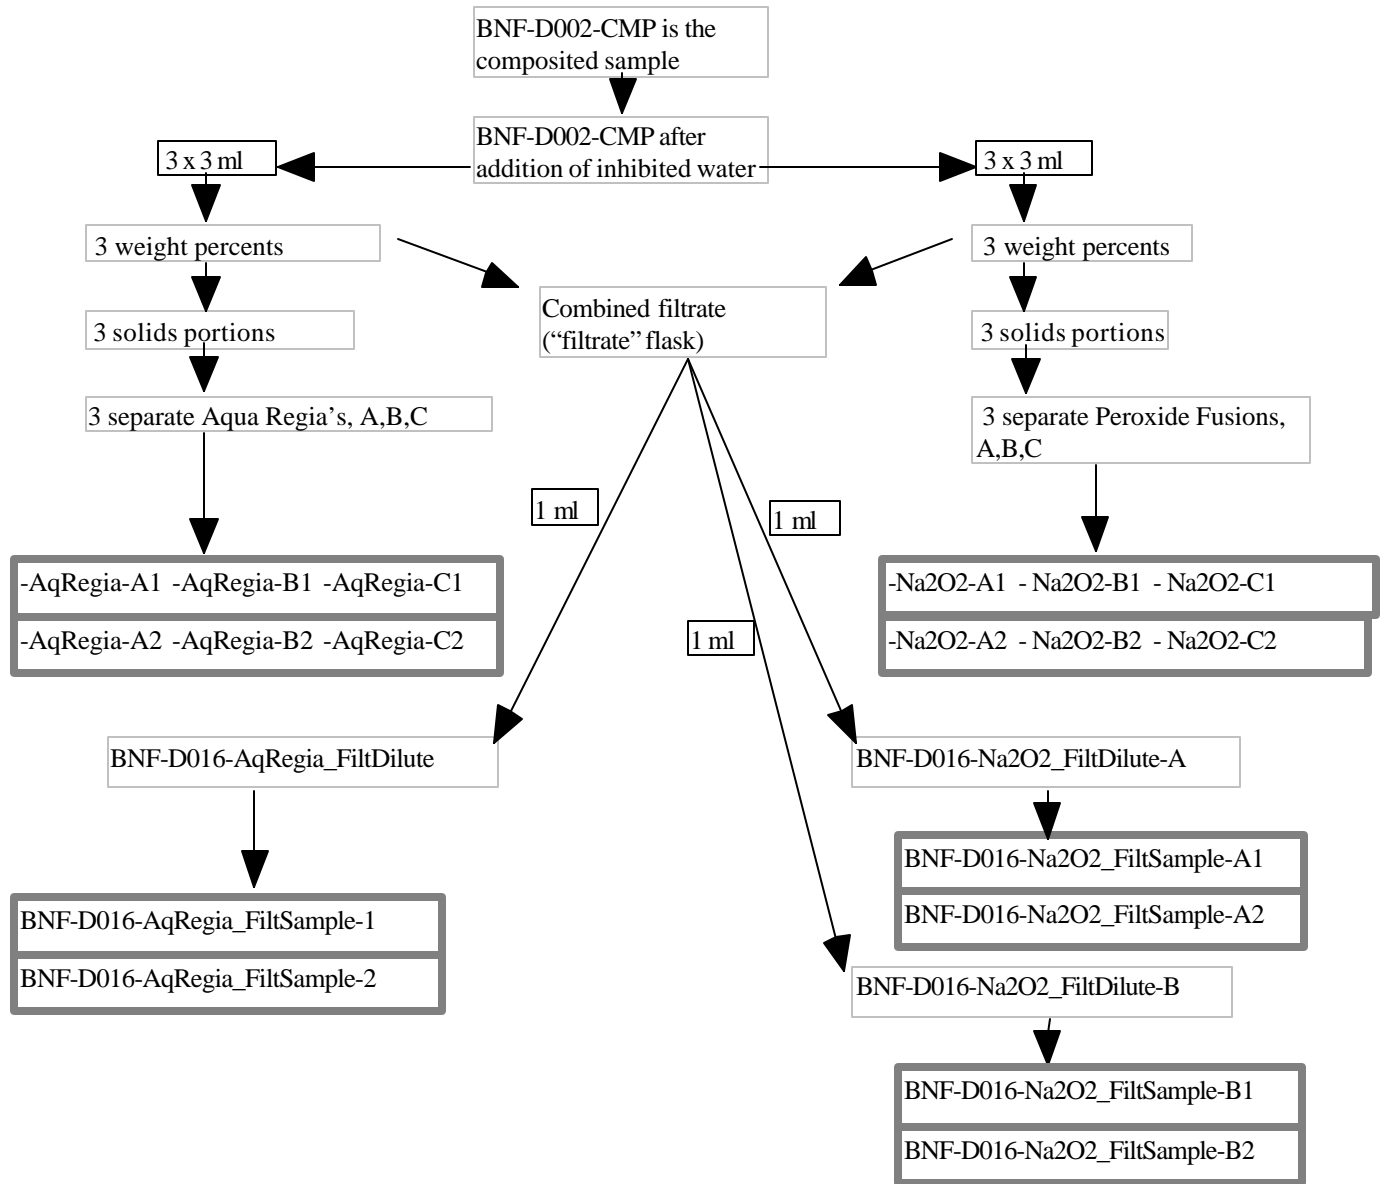 BNF-D002-CMP is the
composited sample
BNF-D002-CMP after
addition of inhibited water
3 x 3 ml
3 x 3 ml
3 weight percents
3 weight percents
Combined filtrate
(“filtrate” flask)
3 solids portions
3 solids portions
3 separate Aqua Regia’s, A,B,C
3 separate Peroxide Fusions,
A,B,C
1 ml
1 ml
1 ml
-AqRegia-A1 -AqRegia-B1 -AqRegia-C1
-AqRegia-A2 -AqRegia-B2 -AqRegia-C2
-Na2O2-A1 - Na2O2-B1 - Na2O2-C1
-Na2O2-A2 - Na2O2-B2 - Na2O2-C2
BNF-D016-AqRegia_FiltDilute
BNF-D016-Na2O2_FiltDilute-A
BNF-D016-Na2O2_FiltSample-A1
BNF-D016-Na2O2_FiltSample-A2
BNF-D016-AqRegia_FiltSample-1
BNF-D016-AqRegia_FiltSample-2
BNF-D016-Na2O2_FiltDilute-B
BNF-D016-Na2O2_FiltSample-B1
BNF-D016-Na2O2_FiltSample-B2